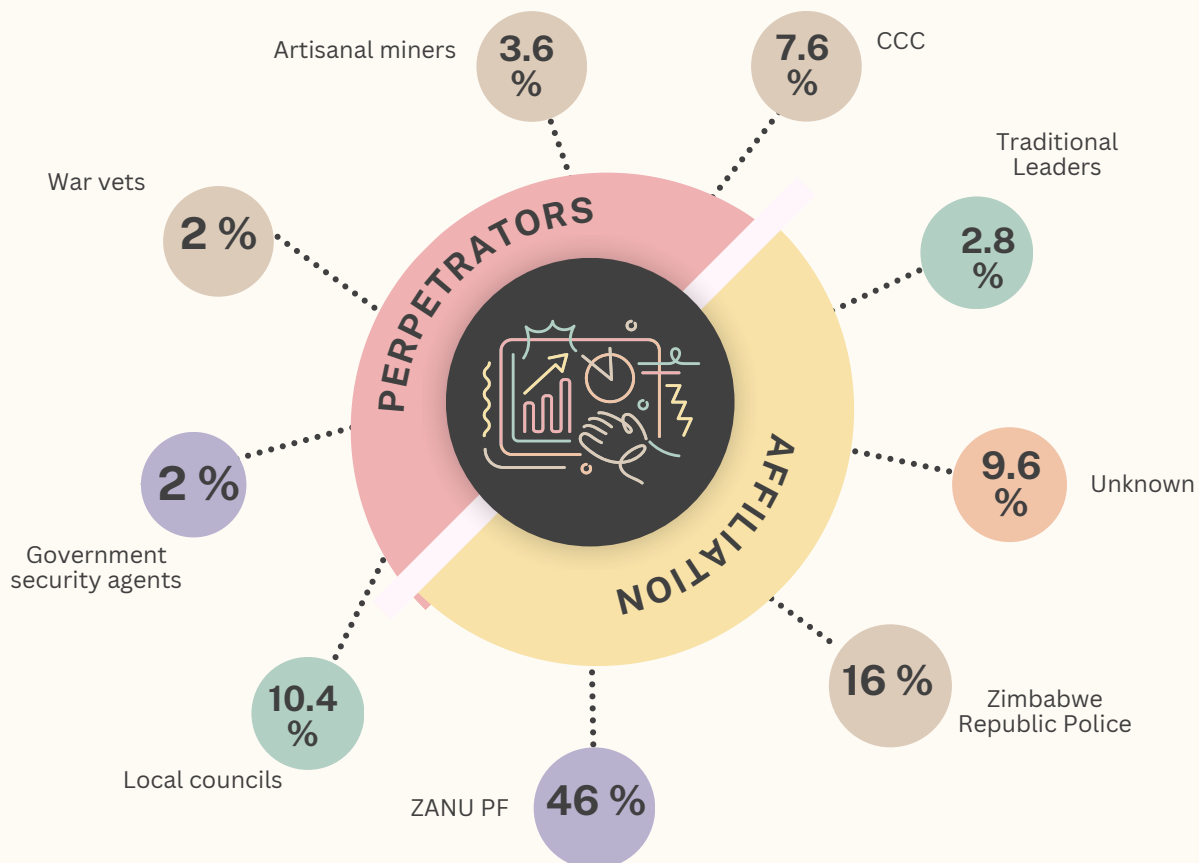 Artisanal miners
3.6
%
7.6
%
CCC
Traditional
Leaders
War vets
2 %
2.8
%
PERPETRATORS
AFFILIATION
9.6
%
Unknown
2 %
Government
security agents
10.4
%
Local councils
16 %
Zimbabwe
Republic Police
ZANU PF
46 %